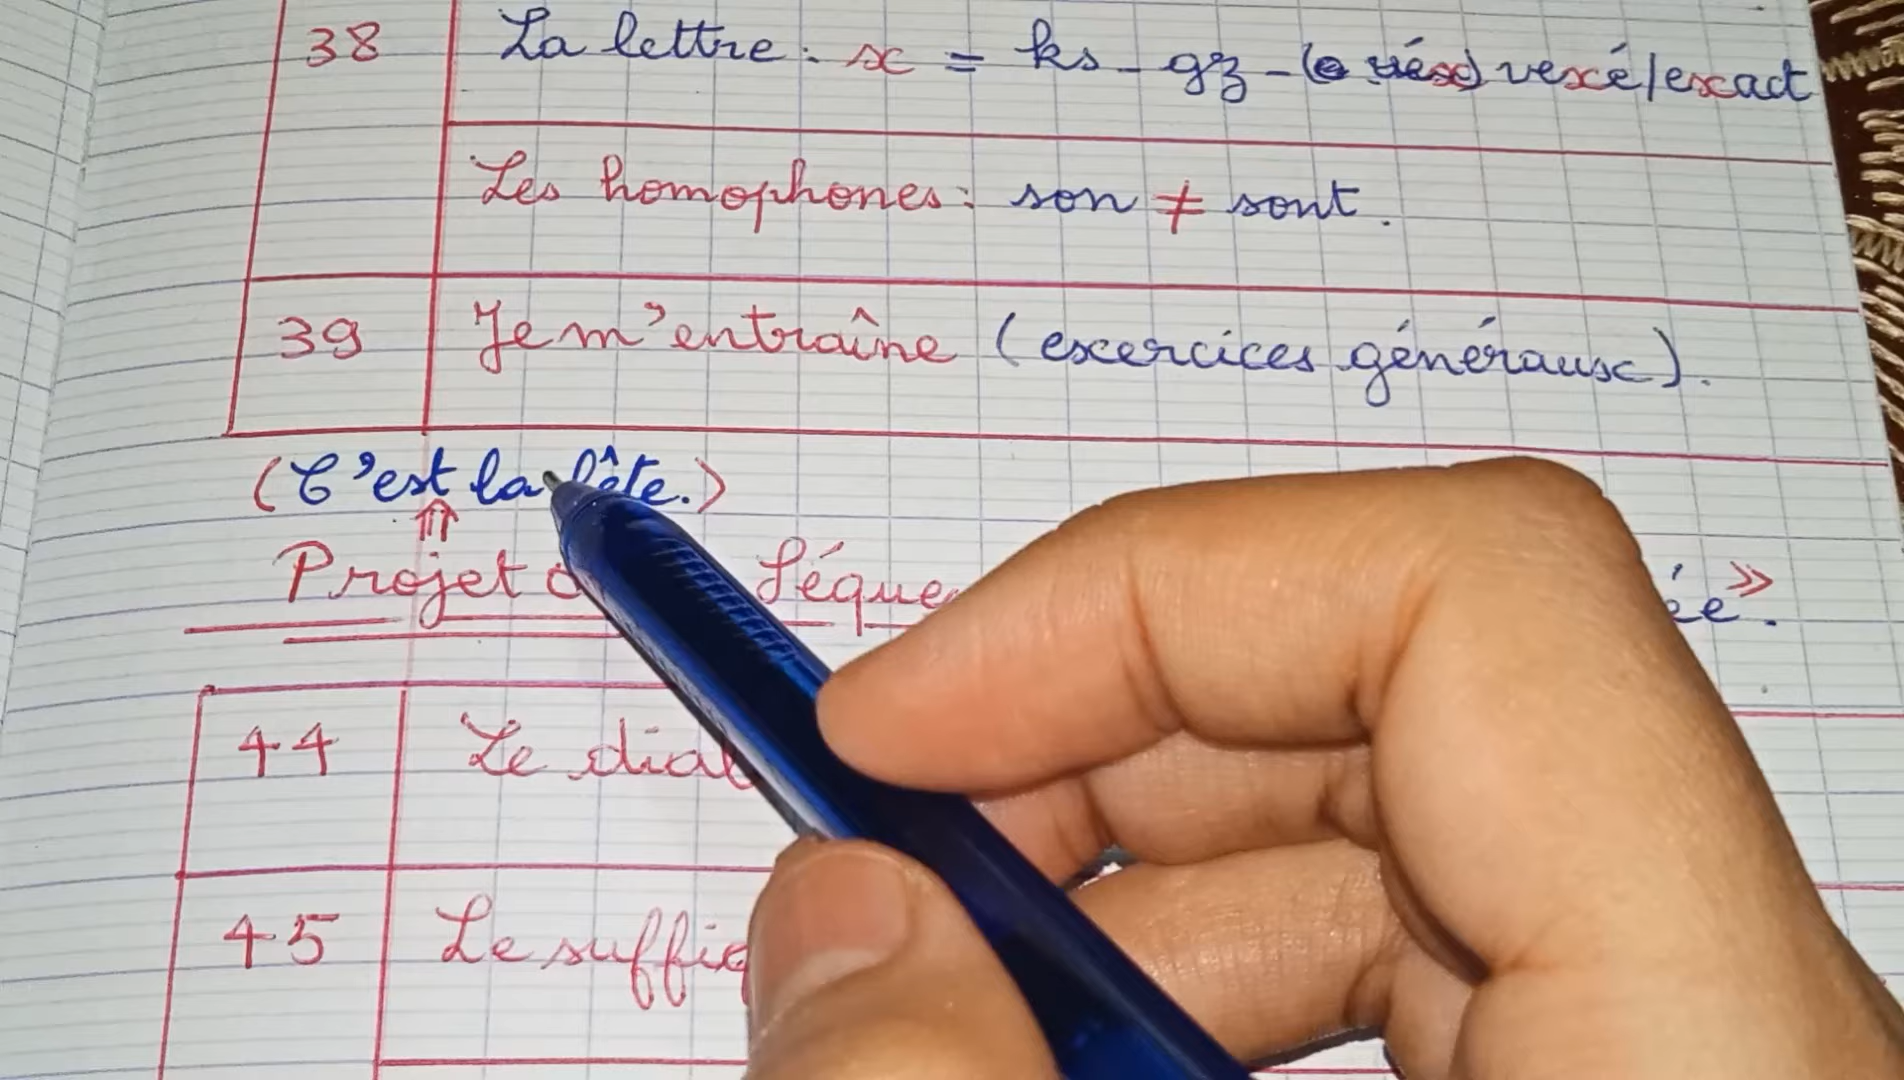 38 La lettre : x = ks - gz - vexé/exact
Les homophones : son ≠ sont.
39 Je m'entraîne (exercices généraux).
(C'est la fête.)
⇑
Projet
44 Le
45 Le